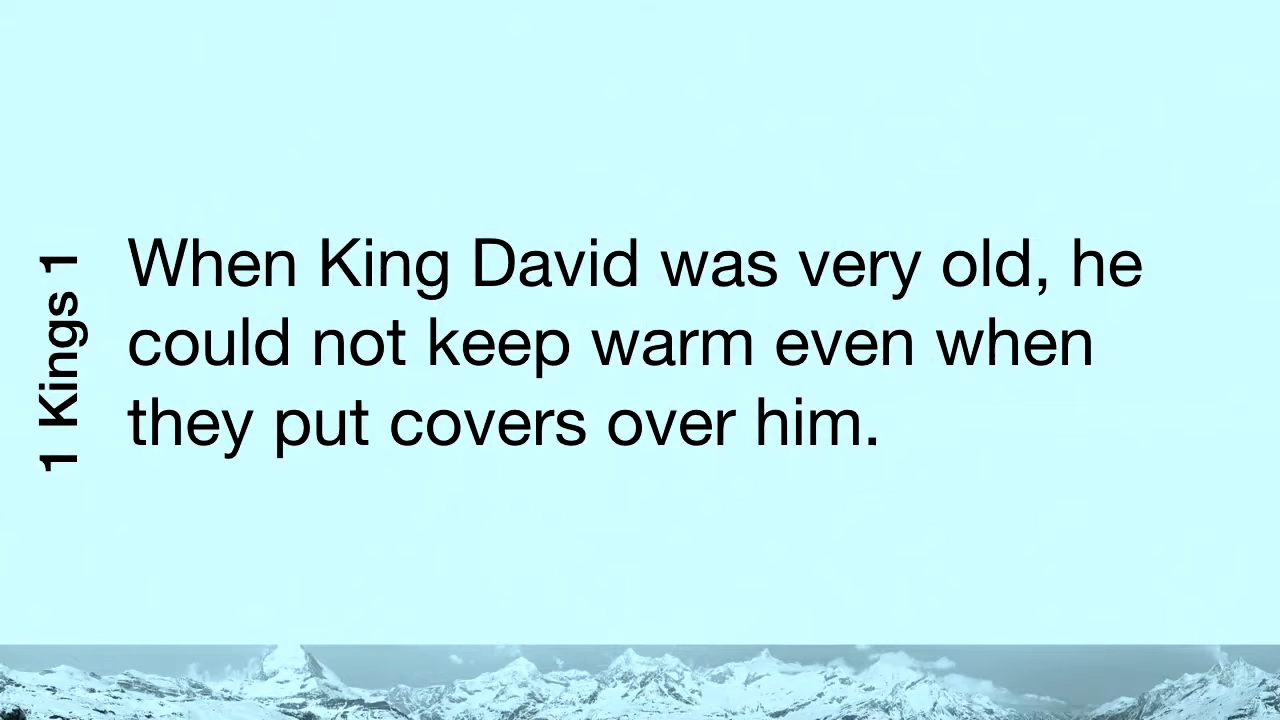 1 Kings 1
When King David was very old, he
could not keep warm even when
they put covers over him.